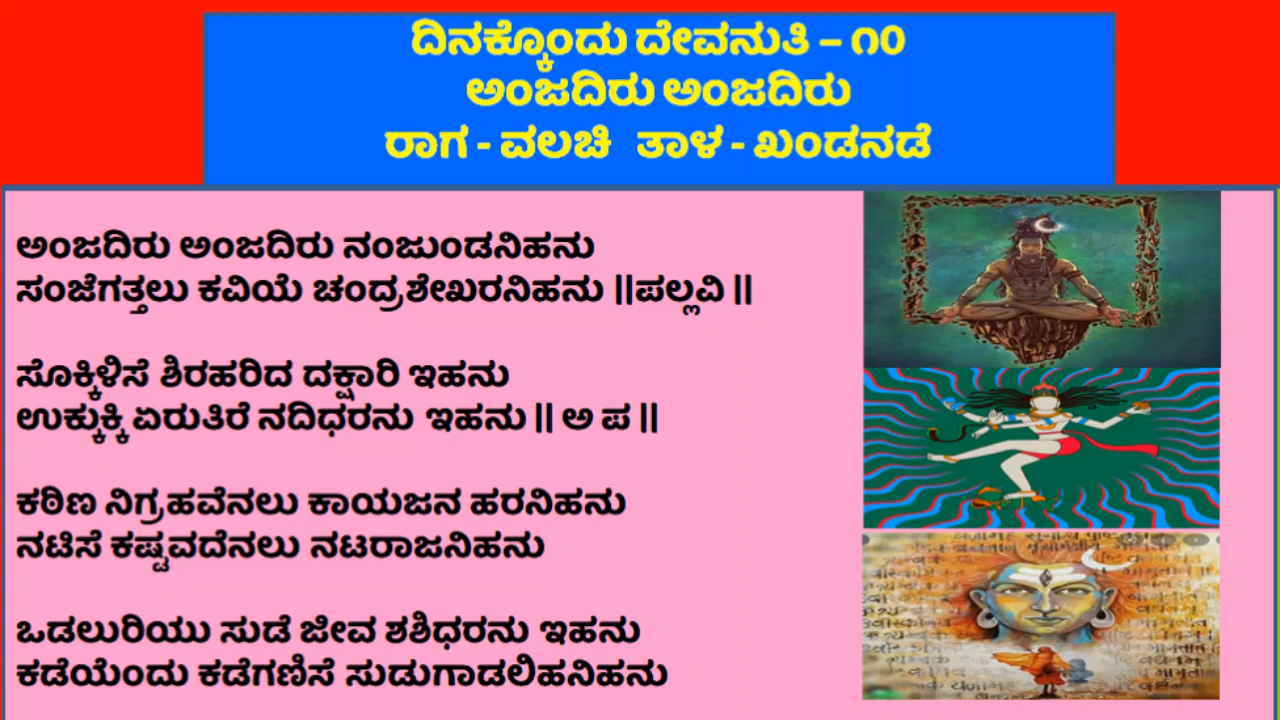 ದಿನಕ್ಕೊಂದು ದೇವನುತಿ – ೧೦
ಅಂಜದಿರು ಅಂಜದಿರು
ರಾಗ - ವಲಚಿ ತಾಳ - ಖಂಡನಡೆ
ಅಂಜದಿರು ಅಂಜದಿರು ನಂಜುಂಡನಿಹನು
ಸಂಜೆಗತ್ತಲು ಕವಿಯೆ ಚಂದ್ರಶೇಖರನಿಹನು ||ಪಲ್ಲವಿ ||
ಸೊಕ್ಕಿಳಿಸೆ ಶಿರಹರಿದ ದಕ್ಷಾರಿ ಇಹನು
ಉಕ್ಕುಕ್ಕಿ ಏರುತಿರೆ ನದಿಧರನು ಇಹನು || ಅ ಪ ||
ಕಠಿಣ ನಿಗ್ರಹವೆನಲು ಕಾಯಜನ ಹರನಿಹನು
ನಟಿಸೆ ಕಷ್ಟವದೆನಲು ನಟರಾಜನಿಹನು
ಒಡಲುರಿಯು ಸುಡೆ ಜೀವ ಶಶಿಧರನು ಇಹನು
ಕಡೆಯೆಂದು ಕಡೆಗಣಿಸೆ ಸುಡುಗಾಡಲಿಹನಿಹನು